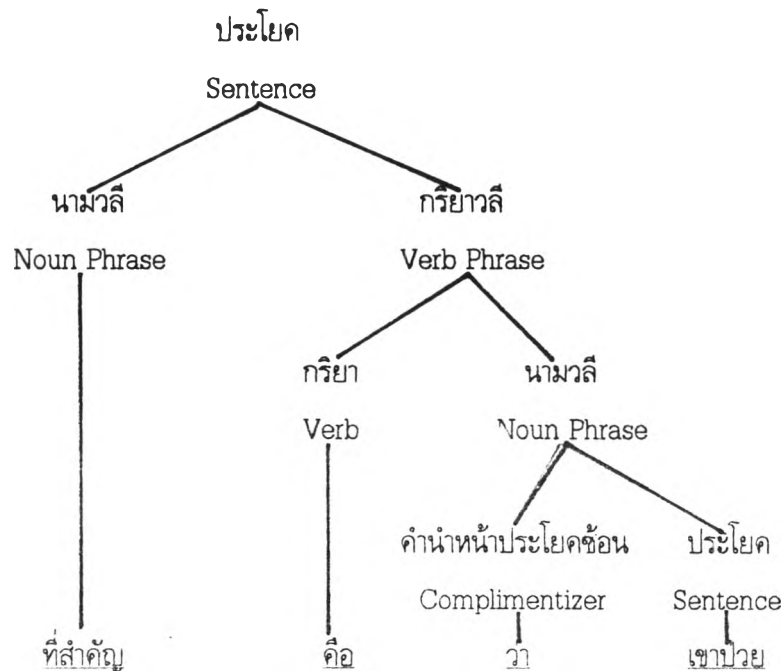 ประโยค
Sentence
นามวลี กริยาวลี
Noun Phrase Verb Phrase
กริยา นามวลี
Verb Noun Phrase
คำนำหน้าประโยคซ้อน ประโยค
Complimentizer Sentence
ที่สำคัญ คือ วา เขาป่วย